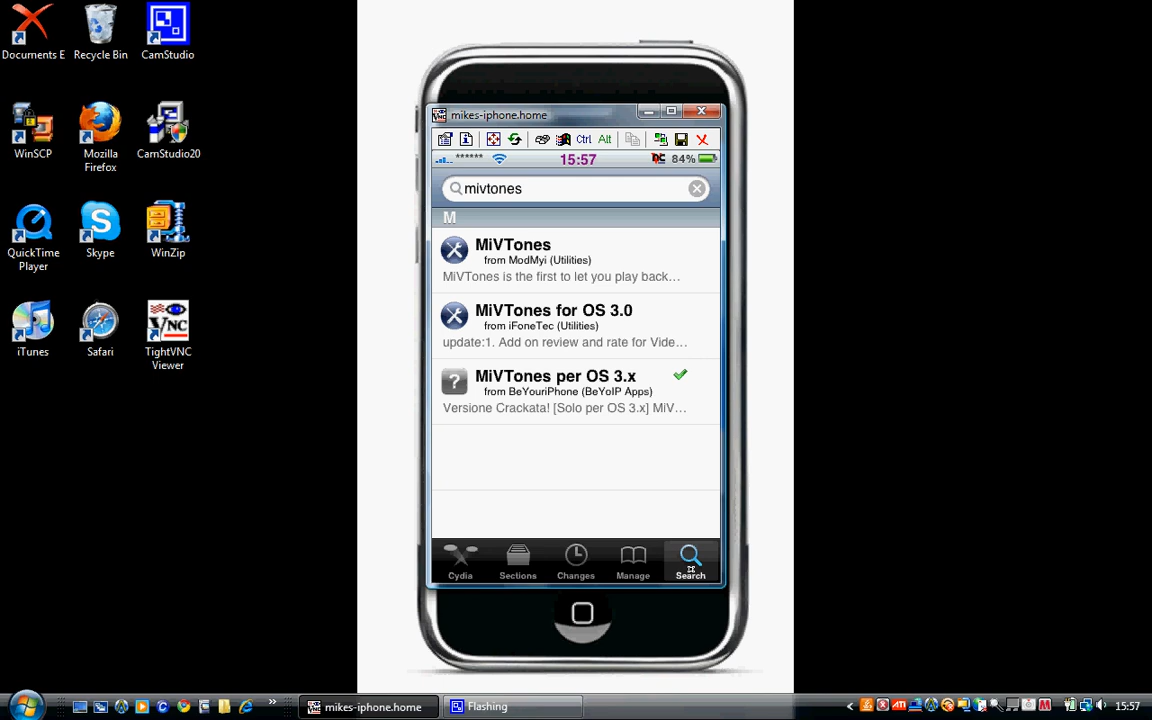 Documents E
Recycle Bin
CamStudio
WinSCP
Mozilla
Firefox
CamStudio20
QuickTime
Player
Skype
WinZip
iTunes
Safari
TightVNC
Viewer
mikes-iphone.home
Ctrl Alt
****** 15:57 84%
mivtones
M
MiVTones
from ModMyi (Utilities)
MiVTones is the first to let you play back...
MiVTones for OS 3.0
from iFoneTec (Utilities)
update:1. Add on review and rate for Vide...
MiVTones per OS 3.x
from BeYouriPhone (BeYoIP Apps)
Versione Crackata! [Solo per OS 3.x] MiV...
Cydia Sections Changes Manage Search
mikes-iphone.home
Flashing
15:57